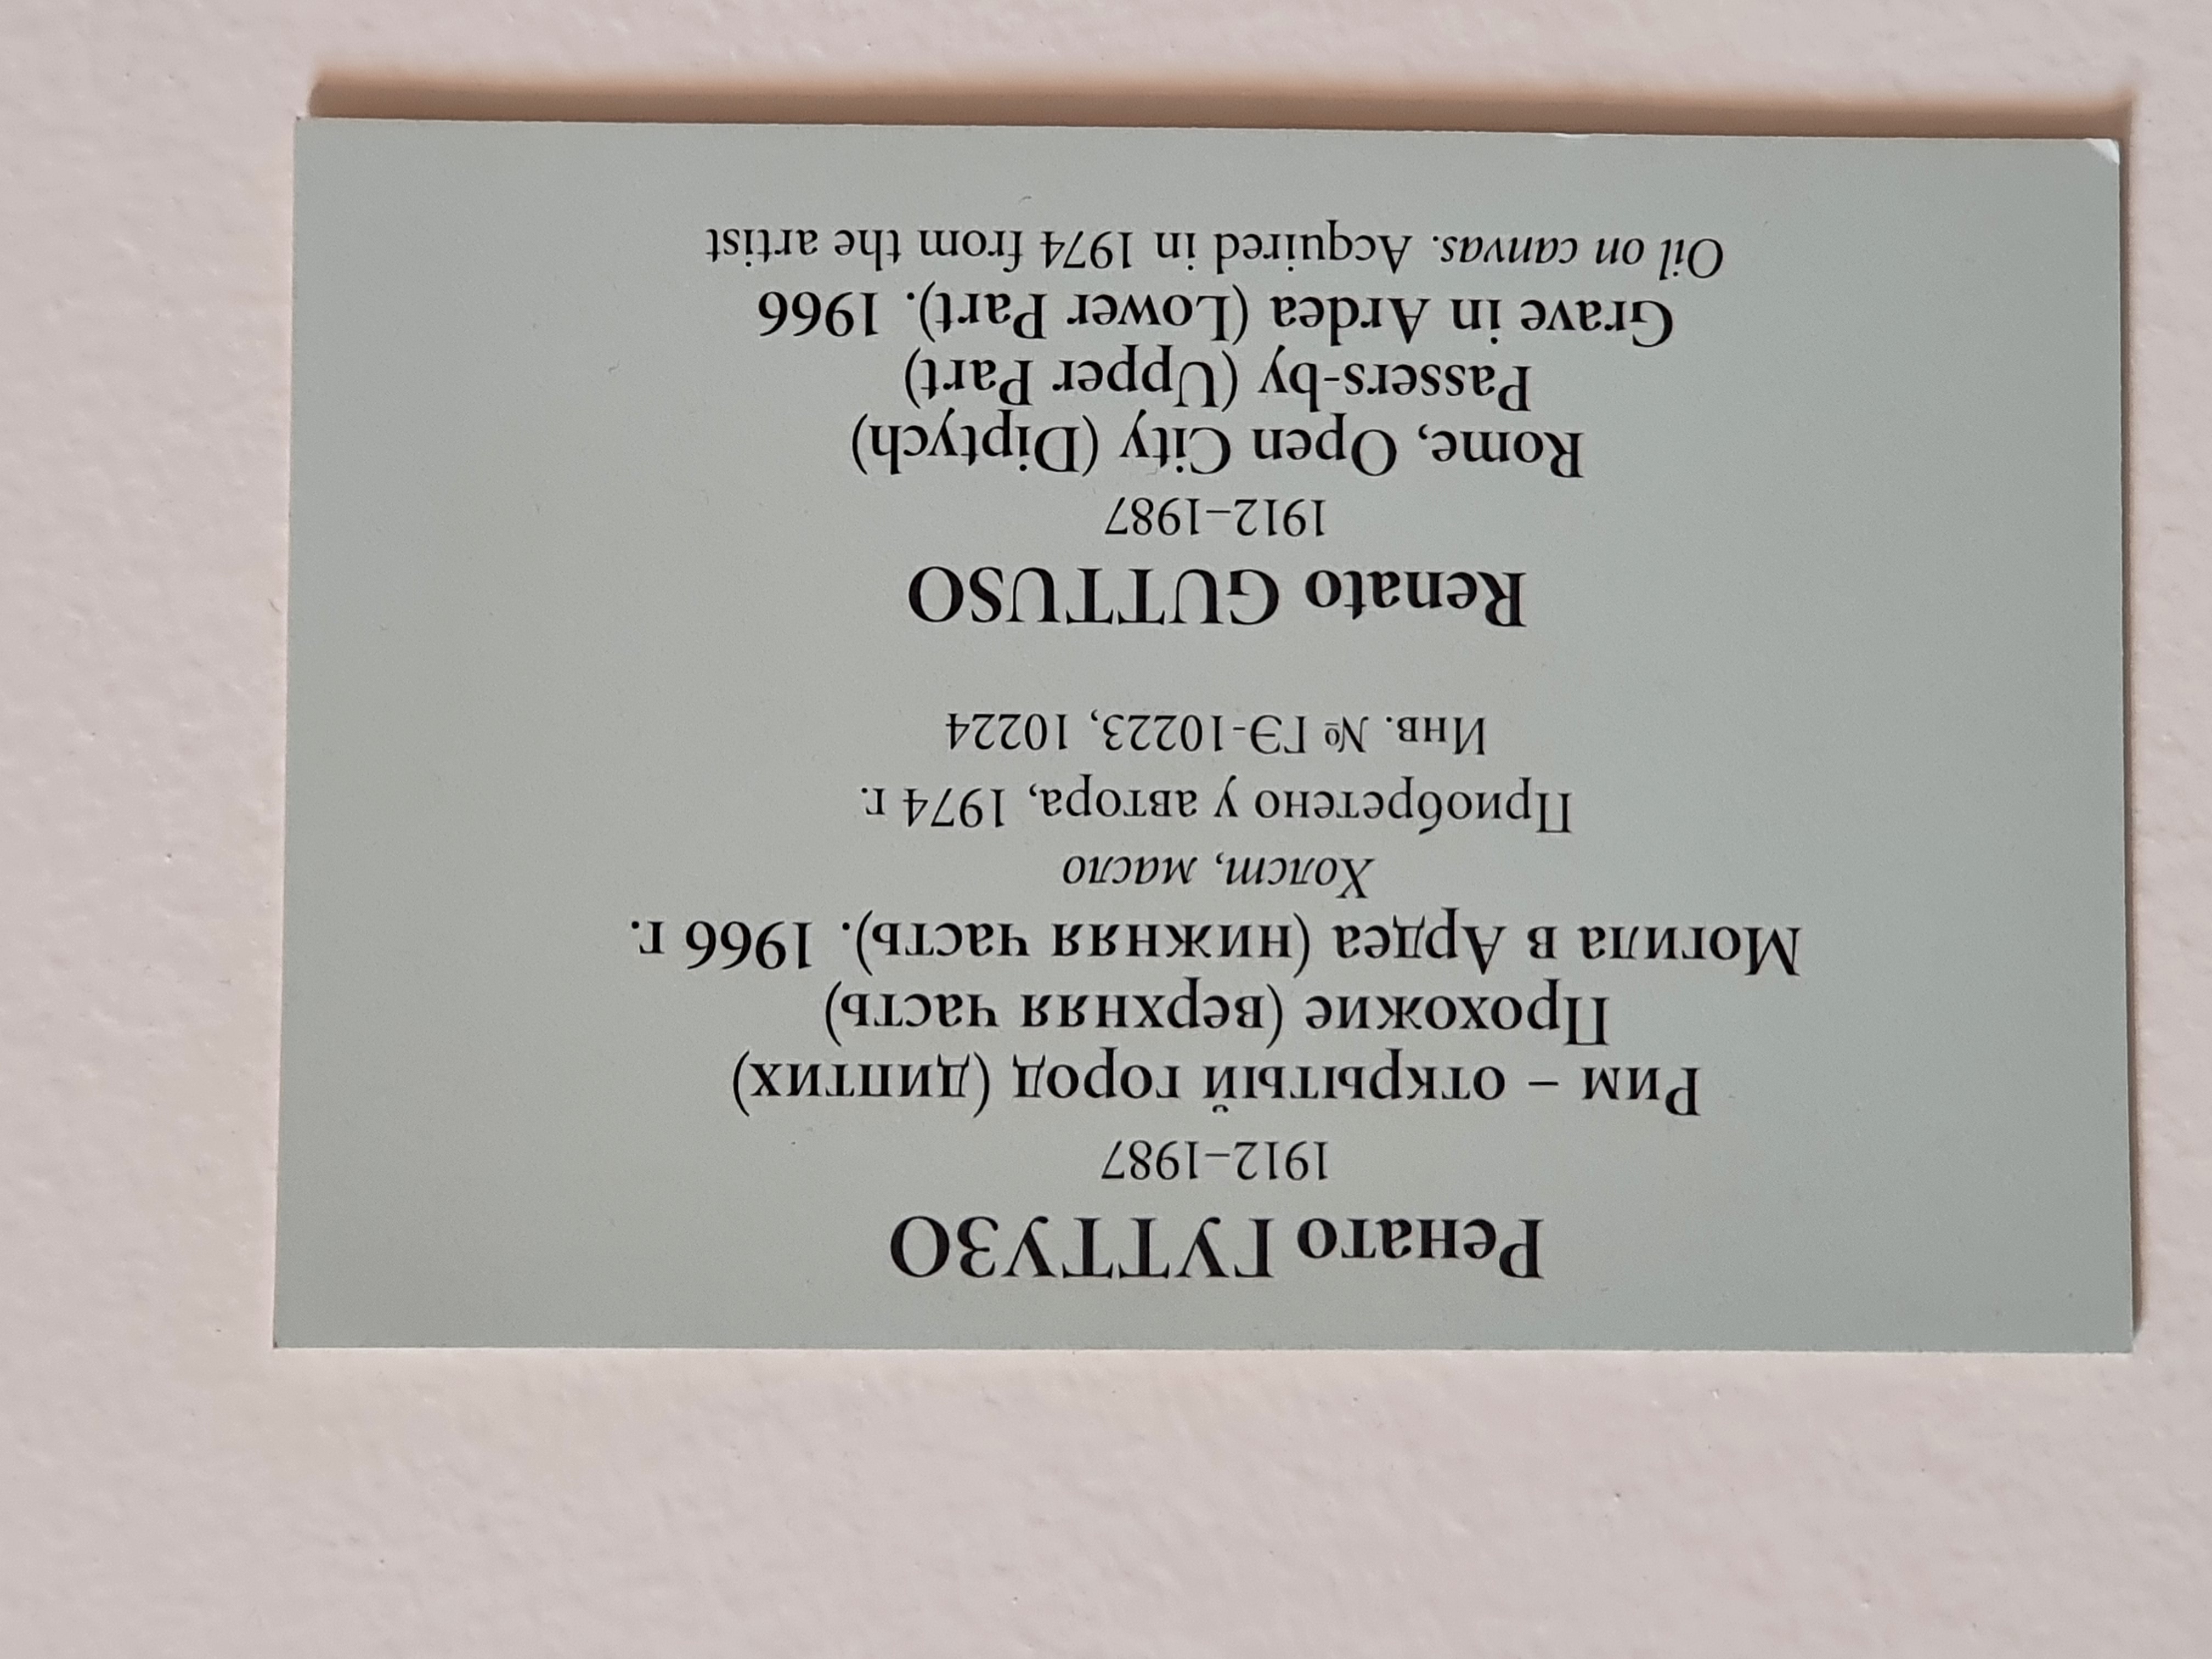 Ренато ГУТТУЗО
1912–1987
Рим – открытый город (диптих)
Прохожие (верхняя часть)
Могила в Ардеа (нижняя часть). 1966 г.
Холст, масло
Приобретено у автора, 1974 г.
Инв. № ГЭ-10223, 10224
Renato GUTTUSO
1912–1987
Rome, Open City (Diptych)
Passers-by (Upper Part)
Grave in Ardea (Lower Part). 1966
Oil on canvas. Acquired in 1974 from the artist